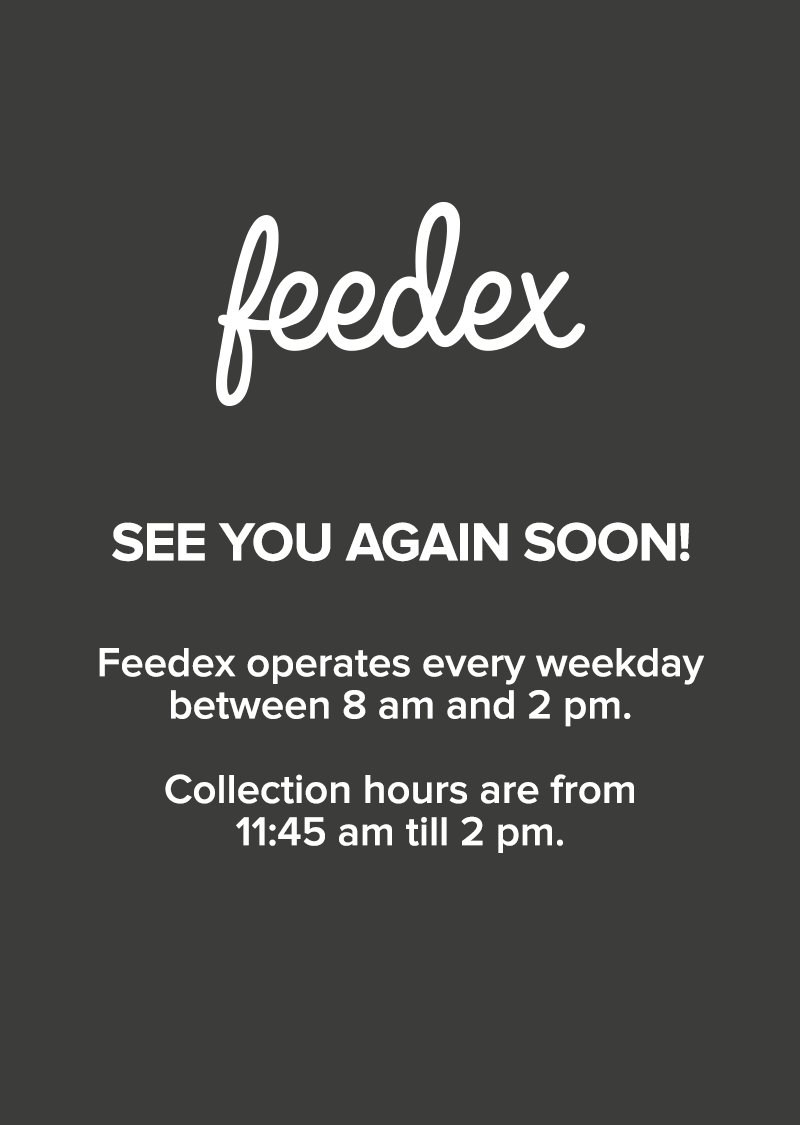 feedex
SEE YOU AGAIN SOON!
Feedex operates every weekday
between 8 am and 2 pm.
Collection hours are from
11:45 am till 2 pm.